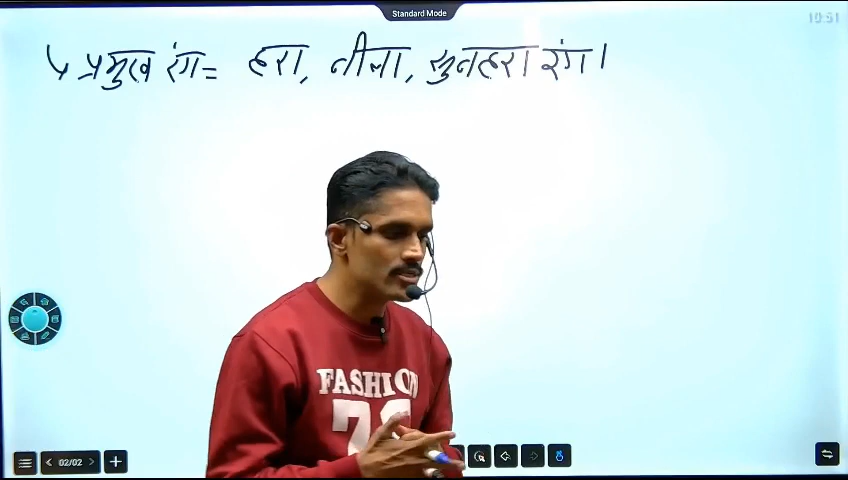 Standard Mode
10:51
↳ प्रमुख रंग = हरा, नीला, सुनहरा रंग।
FASHION
02/02